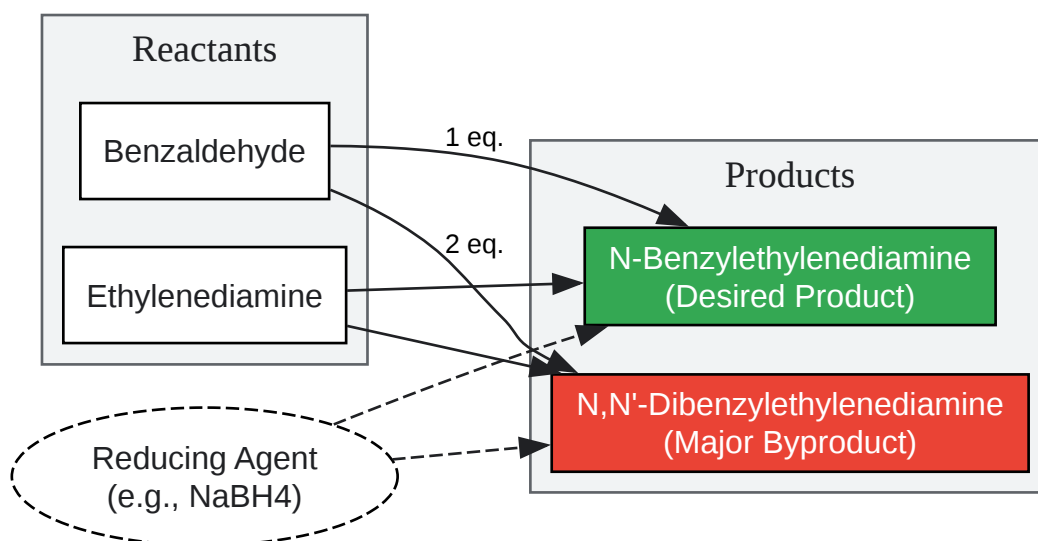 Reactants
Benzaldehyde
Ethylenediamine
1 eq.
2 eq.
Products
N-Benzylethylenediamine
(Desired Product)
N,N'-Dibenzylethylenediamine
(Major Byproduct)
Reducing Agent
(e.g., NaBH4)